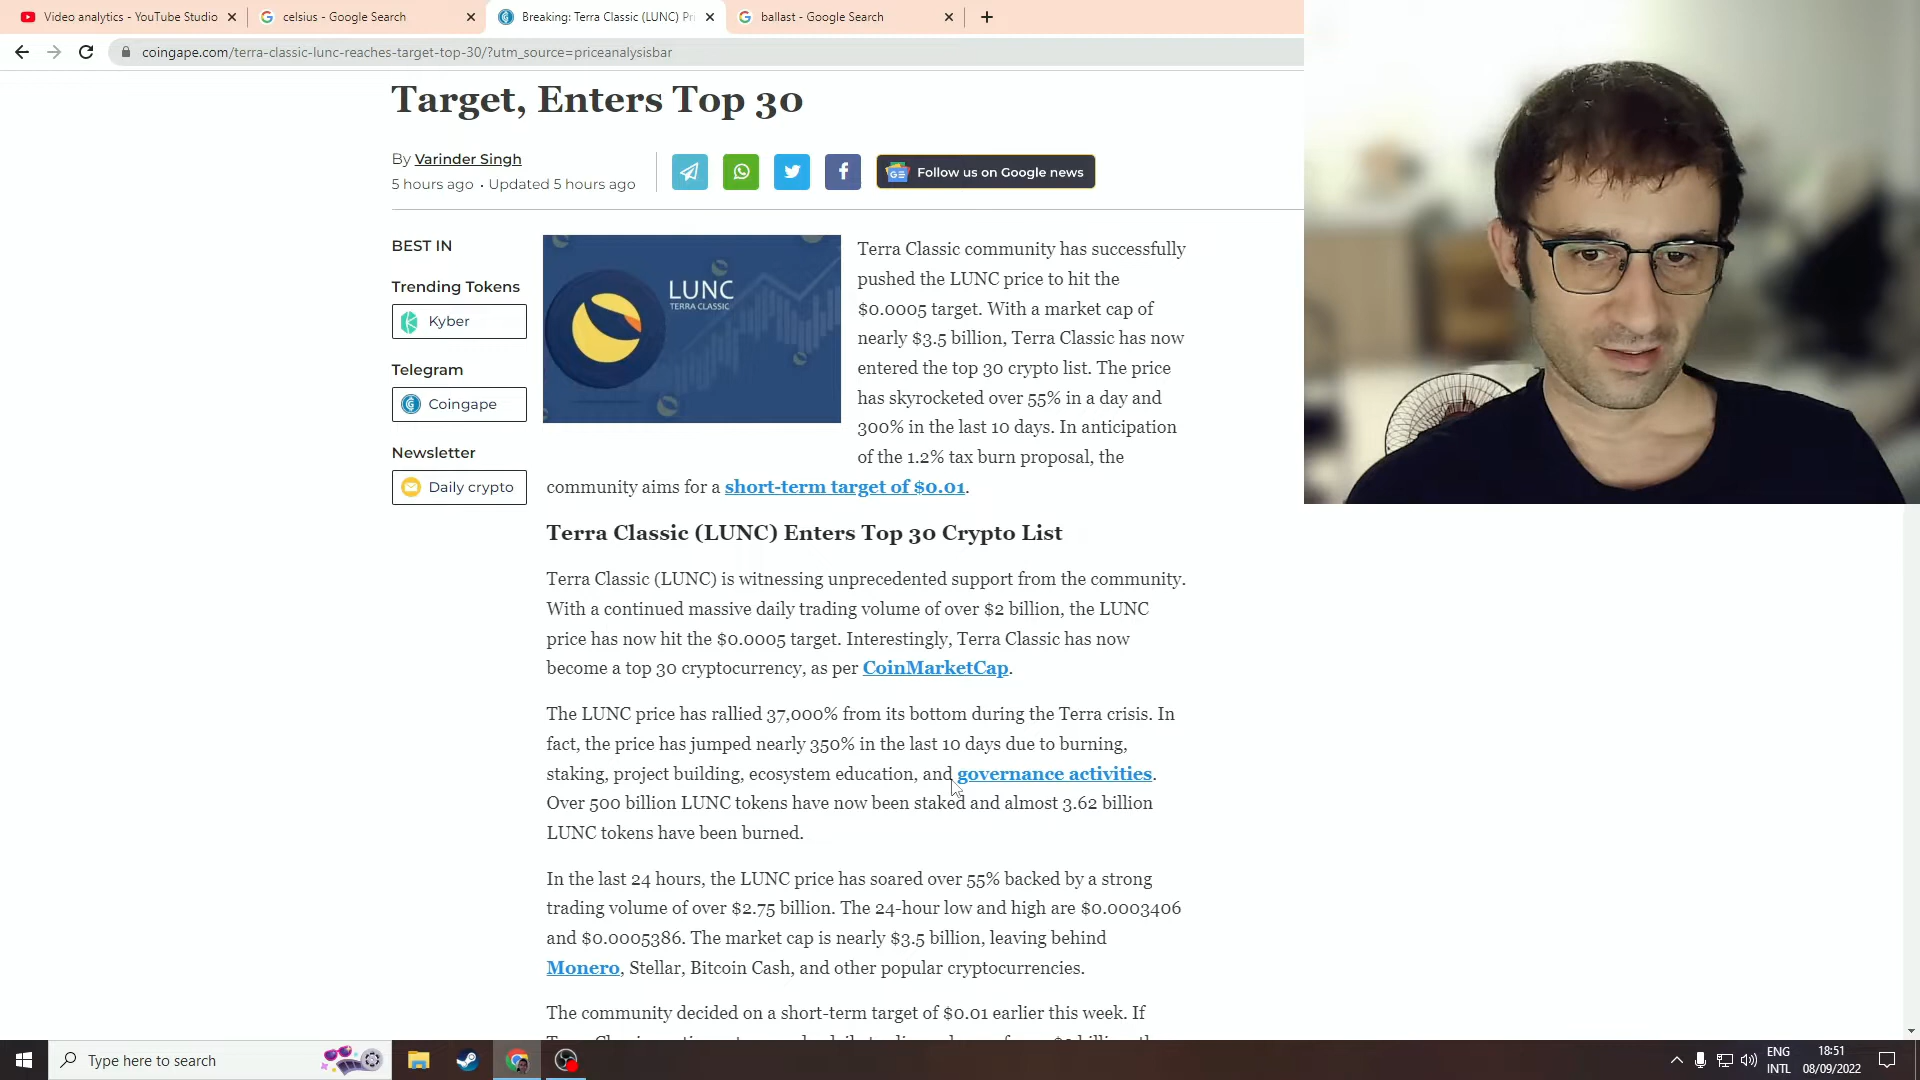 Video analytics - YouTube Studio
celsius - Google Search
Breaking: Terra Classic (LUNC) Pri
ballast - Google Search
coingape.com/terra-classic-lunc-reaches-target-top-30/?utm_source=priceanalysisbar
Target, Enters Top 30
By Varinder Singh
5 hours ago • Updated 5 hours ago
Follow us on Google news
BEST IN
Trending Tokens
Kyber
Telegram
Coingape
Newsletter
Daily crypto
LUNC
TERRA CLASSIC
Terra Classic community has successfully
pushed the LUNC price to hit the
$0.0005 target. With a market cap of
nearly $3.5 billion, Terra Classic has now
entered the top 30 crypto list. The price
has skyrocketed over 55% in a day and
300% in the last 10 days. In anticipation
of the 1.2% tax burn proposal, the
community aims for a short-term target of $0.01.
Terra Classic (LUNC) Enters Top 30 Crypto List
Terra Classic (LUNC) is witnessing unprecedented support from the community.
With a continued massive daily trading volume of over $2 billion, the LUNC
price has now hit the $0.0005 target. Interestingly, Terra Classic has now
become a top 30 cryptocurrency, as per CoinMarketCap.
The LUNC price has rallied 37,000% from its bottom during the Terra crisis. In
fact, the price has jumped nearly 350% in the last 10 days due to burning,
staking, project building, ecosystem education, and governance activities.
Over 500 billion LUNC tokens have now been staked and almost 3.62 billion
LUNC tokens have been burned.
In the last 24 hours, the LUNC price has soared over 55% backed by a strong
trading volume of over $2.75 billion. The 24-hour low and high are $0.0003406
and $0.0005386. The market cap is nearly $3.5 billion, leaving behind
Monero, Stellar, Bitcoin Cash, and other popular cryptocurrencies.
The community decided on a short-term target of $0.01 earlier this week. If
Type here to search
ENG
INTL
18:51
08/09/2022